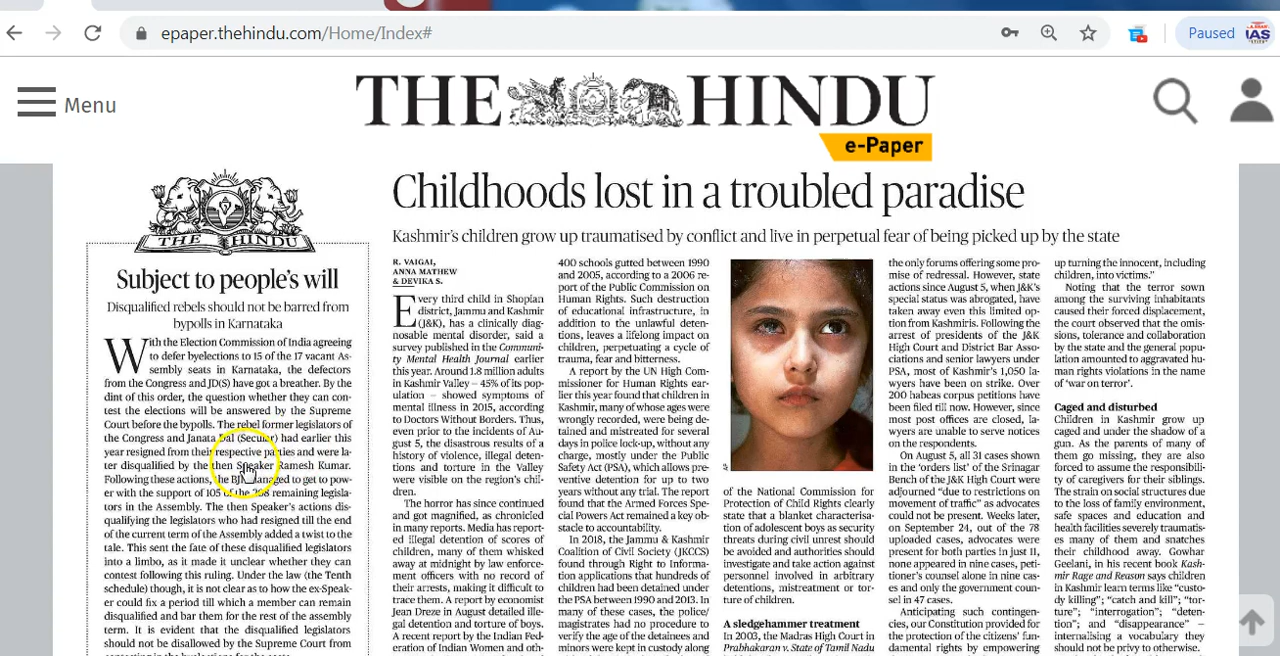 epaper.thehindu.com/Home/Index#
Paused
IAS
Menu
THE HINDU
e-Paper
THE HINDU
Subject to people's will
Disqualified rebels should not be barred from
bypolls in Karnataka
With the Election Commission of India agreeing
to defer byelections to 15 of the 17 vacant As-
sembly seats in Karnataka, the defectors
from the Congress and JD(S) have got a breather. By the
dint of this order, the question whether they can con-
test the elections will be answered by the Supreme
Court before the bypolls. The rebel former legislators of
the Congress and Janata Dal (Secular) had earlier this
year resigned from their respective parties and were la-
ter disqualified by the then Speaker Ramesh Kumar.
Following these actions, the BJP managed to get to pow-
er with the support of 105 of the 208 remaining legisla-
tors in the Assembly. The then Speaker's actions dis-
qualifying the legislators who had resigned till the end
of the current term of the Assembly added a twist to the
tale. This sent the fate of these disqualified legislators
into a limbo, as it made it unclear whether they can
contest following this ruling. Under the law (the Tenth
schedule) though, it is not clear as to how the ex-Speak-
er could fix a period till which a member can remain
disqualified and bar them for the rest of the assembly
term. It is evident that the disqualified legislators
should not be disallowed by the Supreme Court from
Childhoods lost in a troubled paradise
Kashmir's children grow up traumatised by conflict and live in perpetual fear of being picked up by the state
R. VAIGAI,
ANNA MATHEW
& DEVIKA S.
Every third child in Shopian
district, Jammu and Kashmir
(J&K), has a clinically diag-
nosable mental disorder, said a
survey published in the Commu-
nity Mental Health Journal earlier
this year. Around 1.8 million adults
in Kashmir Valley – 45% of its pop-
ulation – showed symptoms of
mental illness in 2015, according
to Doctors Without Borders. Thus,
even prior to the incidents of Au-
gust 5, the disastrous results of a
history of violence, illegal deten-
tions and torture in the Valley
were visible on the region's chil-
dren.
The horror has since continued
and got magnified, as chronicled
in many reports. Media has report-
ed illegal detention of scores of
children, many of them whisked
away at midnight by law enforce-
ment officers with no record of
their arrests, making it difficult to
trace them. A report by economist
Jean Dreze in August detailed ille-
gal detention and torture of boys.
A recent report by the Indian Fed-
eration of Indian Women and oth-
400 schools gutted between 1990
and 2005, according to a 2006 re-
port of the Public Commission on
Human Rights. Such destruction
of educational infrastructure, in
addition to the unlawful deten-
tions, leaves a lifelong impact on
children, perpetuating a cycle of
trauma, fear and bitterness.
A report by the UN High Com-
missioner for Human Rights ear-
lier this year found that children in
Kashmir, many of whose ages were
wrongly recorded, were being de-
tained and mistreated for several
days in police lock-up, without any
charge, mostly under the Public
Safety Act (PSA), which allows pre-
ventive detention for up to two
years without any trial. The report
found that the Armed Forces Spe-
cial Powers Act remained a key ob-
stacle to accountability.
In 2018, the Jammu & Kashmir
Coalition of Civil Society (JKCCS)
found through Right to Informa-
tion applications that hundreds of
children had been detained under
the PSA between 1990 and 2013. In
many of these cases, the police/
magistrates had no procedure to
verify the age of the detainees and
minors were kept in custody along
of the National Commission for
Protection of Child Rights clearly
state that a blanket characterisa-
tion of adolescent boys as security
threats during civil unrest should
be avoided and authorities should
investigate and take action against
personnel involved in arbitrary
detentions, mistreatment or tor-
ture of children.
A sledgehammer treatment
In 2003, the Madras High Court in
Prabhakaran v. State of Tamil Nadu
the only forums offering some pro-
mise of redressal. However, state
actions since August 5, when J&K's
special status was abrogated, have
taken away even this limited op-
tion from Kashmiris. Following the
arrest of presidents of the J&K
High Court and District Bar Asso-
ciations and senior lawyers under
PSA, most of Kashmir's 1,050 la-
wyers have been on strike. Over
200 habeas corpus petitions have
been filed till now. However, since
most post offices are closed, la-
wyers are unable to serve notices
on the respondents.
On August 5, all 31 cases shown
in the 'orders list' of the Srinagar
Bench of the J&K High Court were
adjourned "due to restrictions on
movement of traffic" as advocates
could not be present. Weeks later,
on September 24, out of the 78
uploaded cases, advocates were
present for both parties in just 11,
none appeared in nine cases, peti-
tioner's counsel alone in nine cas-
es and only the government coun-
sel in 47 cases.
Anticipating such contingen-
cies, our Constitution provided for
the protection of the citizens' fun-
damental rights by empowering
up turning the innocent, including
children, into victims."
Noting that the terror sown
among the surviving inhabitants
caused their forced displacement,
the court observed that the omis-
sions, tolerance and collaboration
by the state and the general popu-
lation amounted to aggravated hu-
man rights violations in the name
of 'war on terror'.
Caged and disturbed
Children in Kashmir grow up
caged and under the shadow of a
gun. As the parents of many of
them go missing, they are also
forced to assume the responsibil-
ity of caregivers for their siblings.
The strain on social structures due
to the loss of family environment,
safe spaces and education and
health facilities severely traumatis-
es many of them and snatches
their childhood away. Gowhar
Geelani, in his recent book Kash-
mir Rage and Reason says children
in Kashmir learn terms like "custo-
dy killing"; "catch and kill"; "tor-
ture"; "interrogation"; "deten-
tion"; and "disappearance" –
internalising a vocabulary they
should not be privy to otherwise.